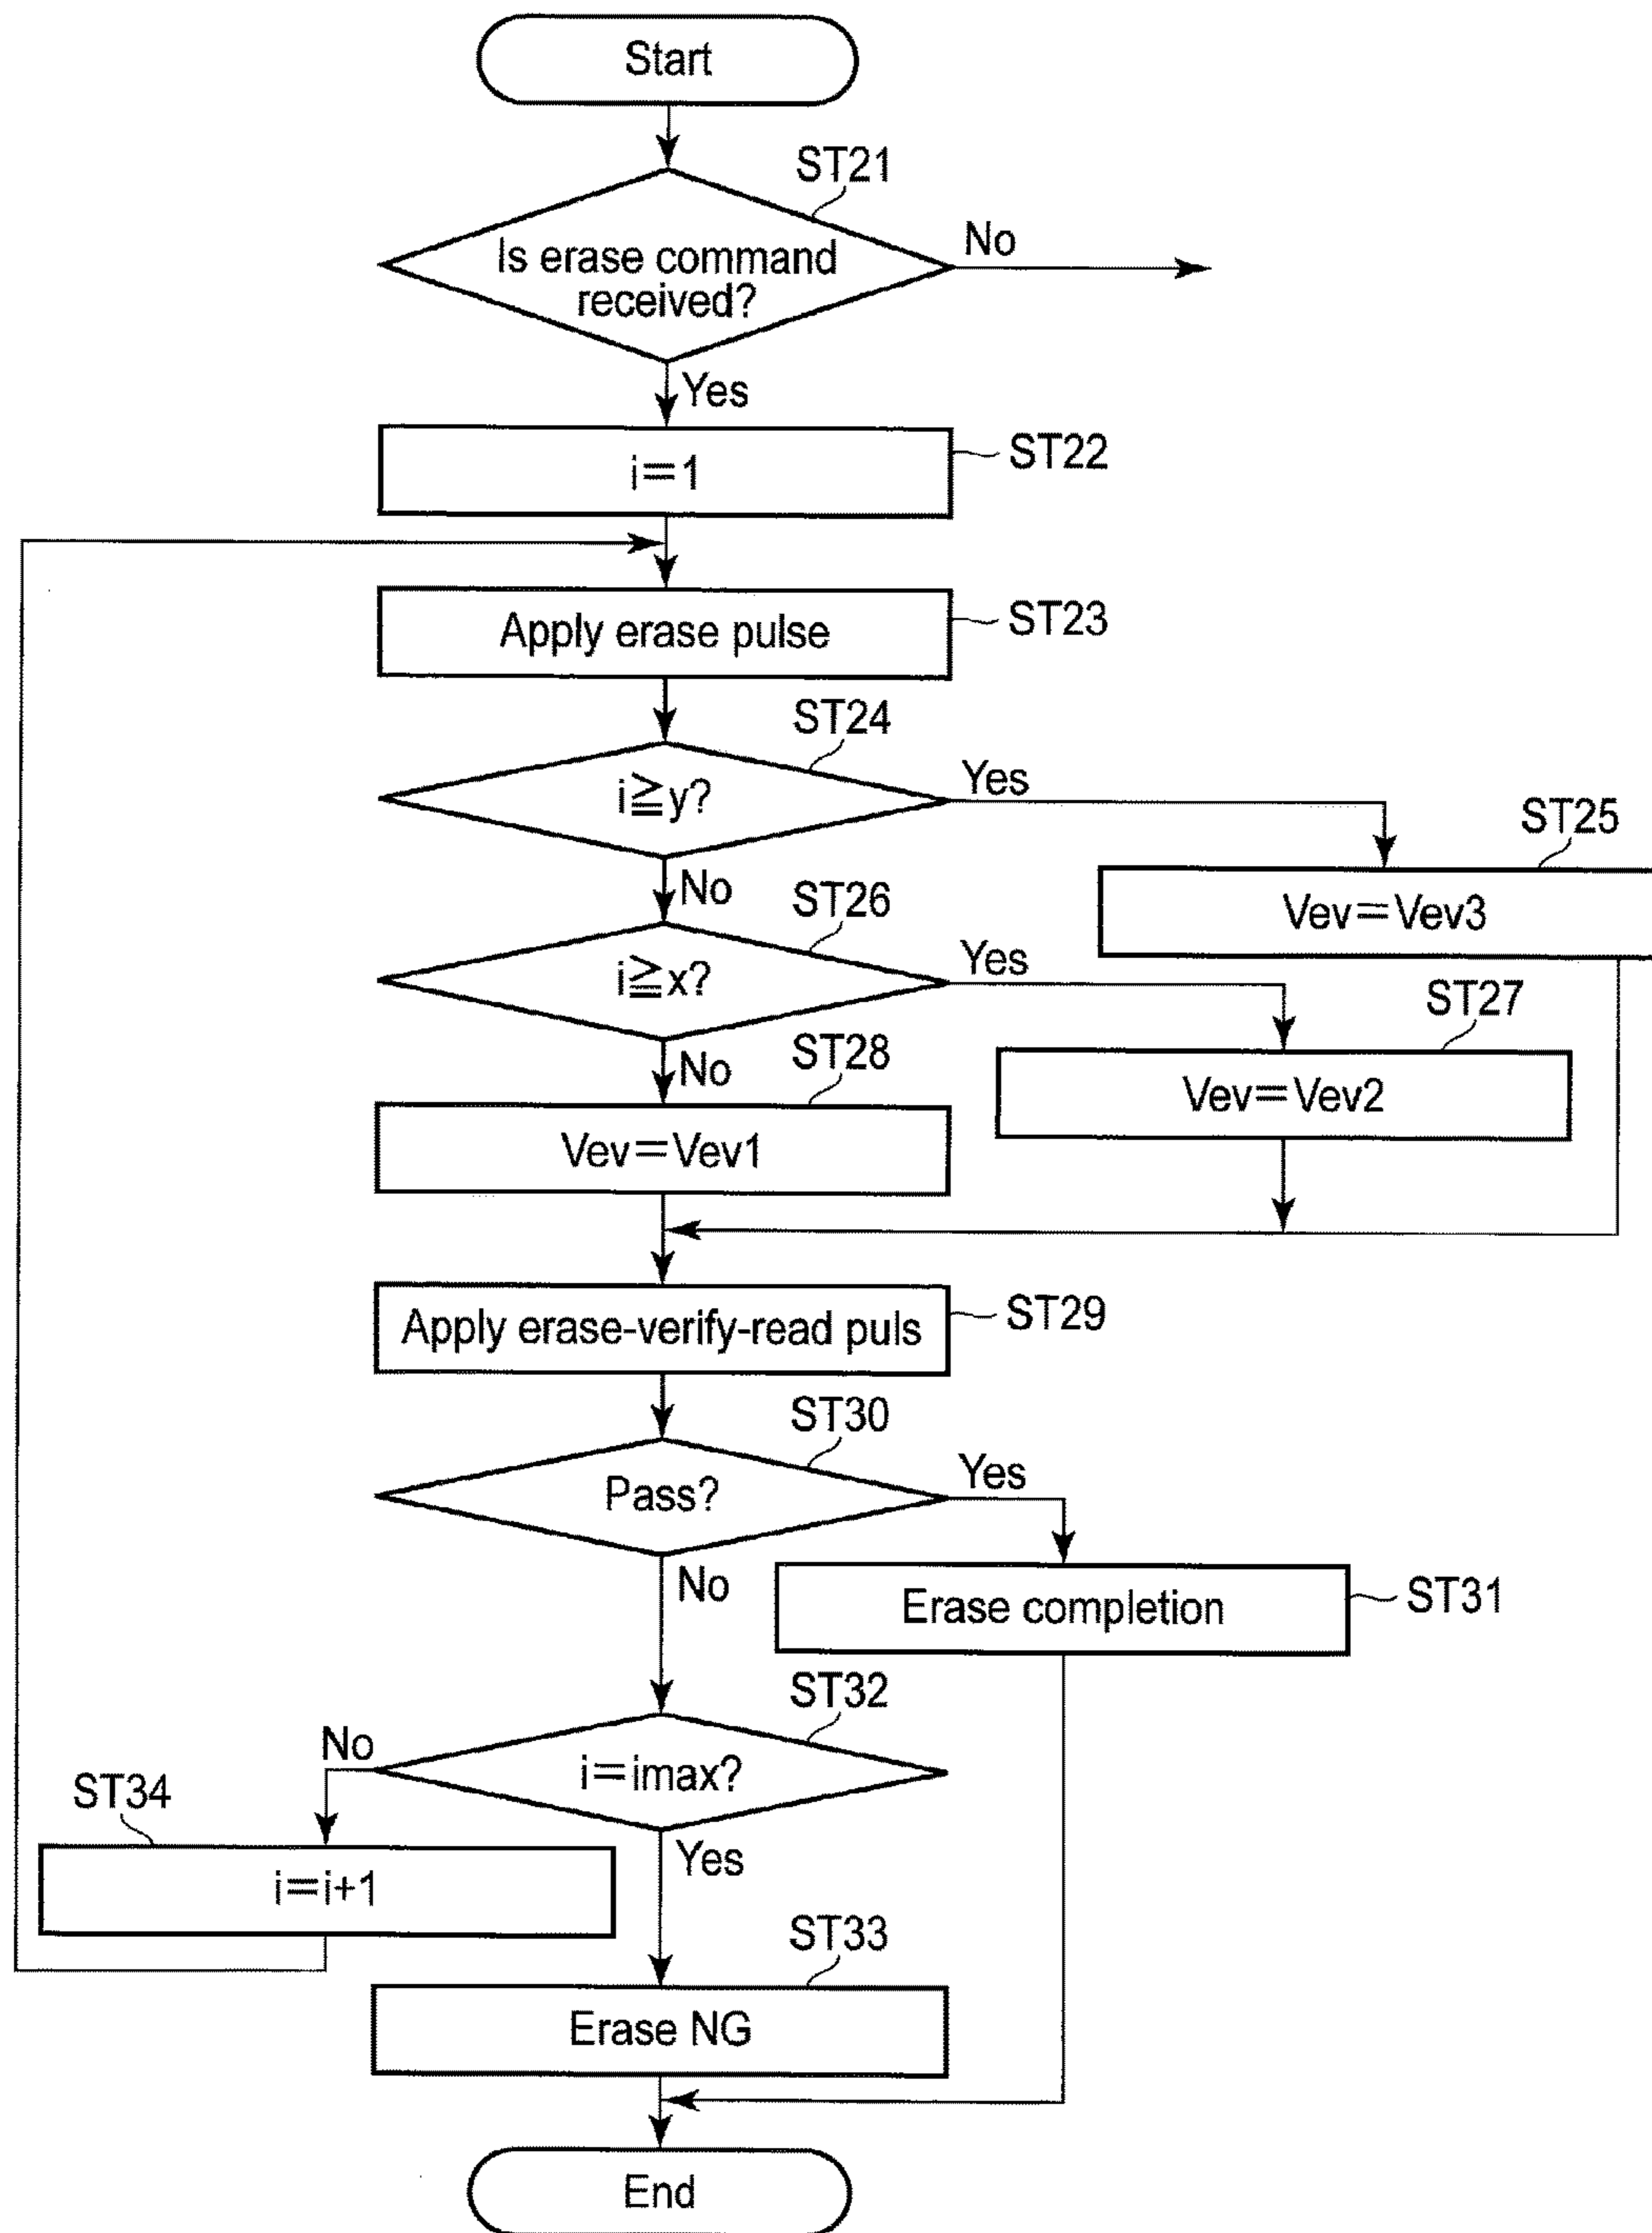 Start
ST21
Is erase command
received?
No
Yes
i=1
ST22
Apply erase pulse
ST23
ST24
i≧y?
Yes
ST25
Vev=Vev3
No
ST26
i≧x?
Yes
ST27
Vev=Vev2
No
ST28
Vev=Vev1
Apply erase-verify-read puls
ST29
ST30
Pass?
Yes
No
Erase completion
ST31
ST32
i=imax?
No
ST34
i=i+1
Yes
ST33
Erase NG
End